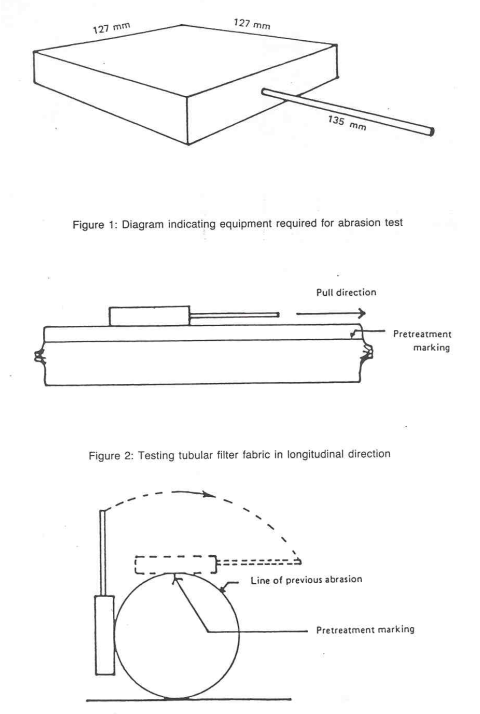 127 mm
127 mm
135 mm
Figure 1: Diagram indicating equipment required for abrasion test
Pull direction
Pretreatment
marking
Figure 2: Testing tubular filter fabric in longitudinal direction
Line of previous abrasion
Pretreatment marking